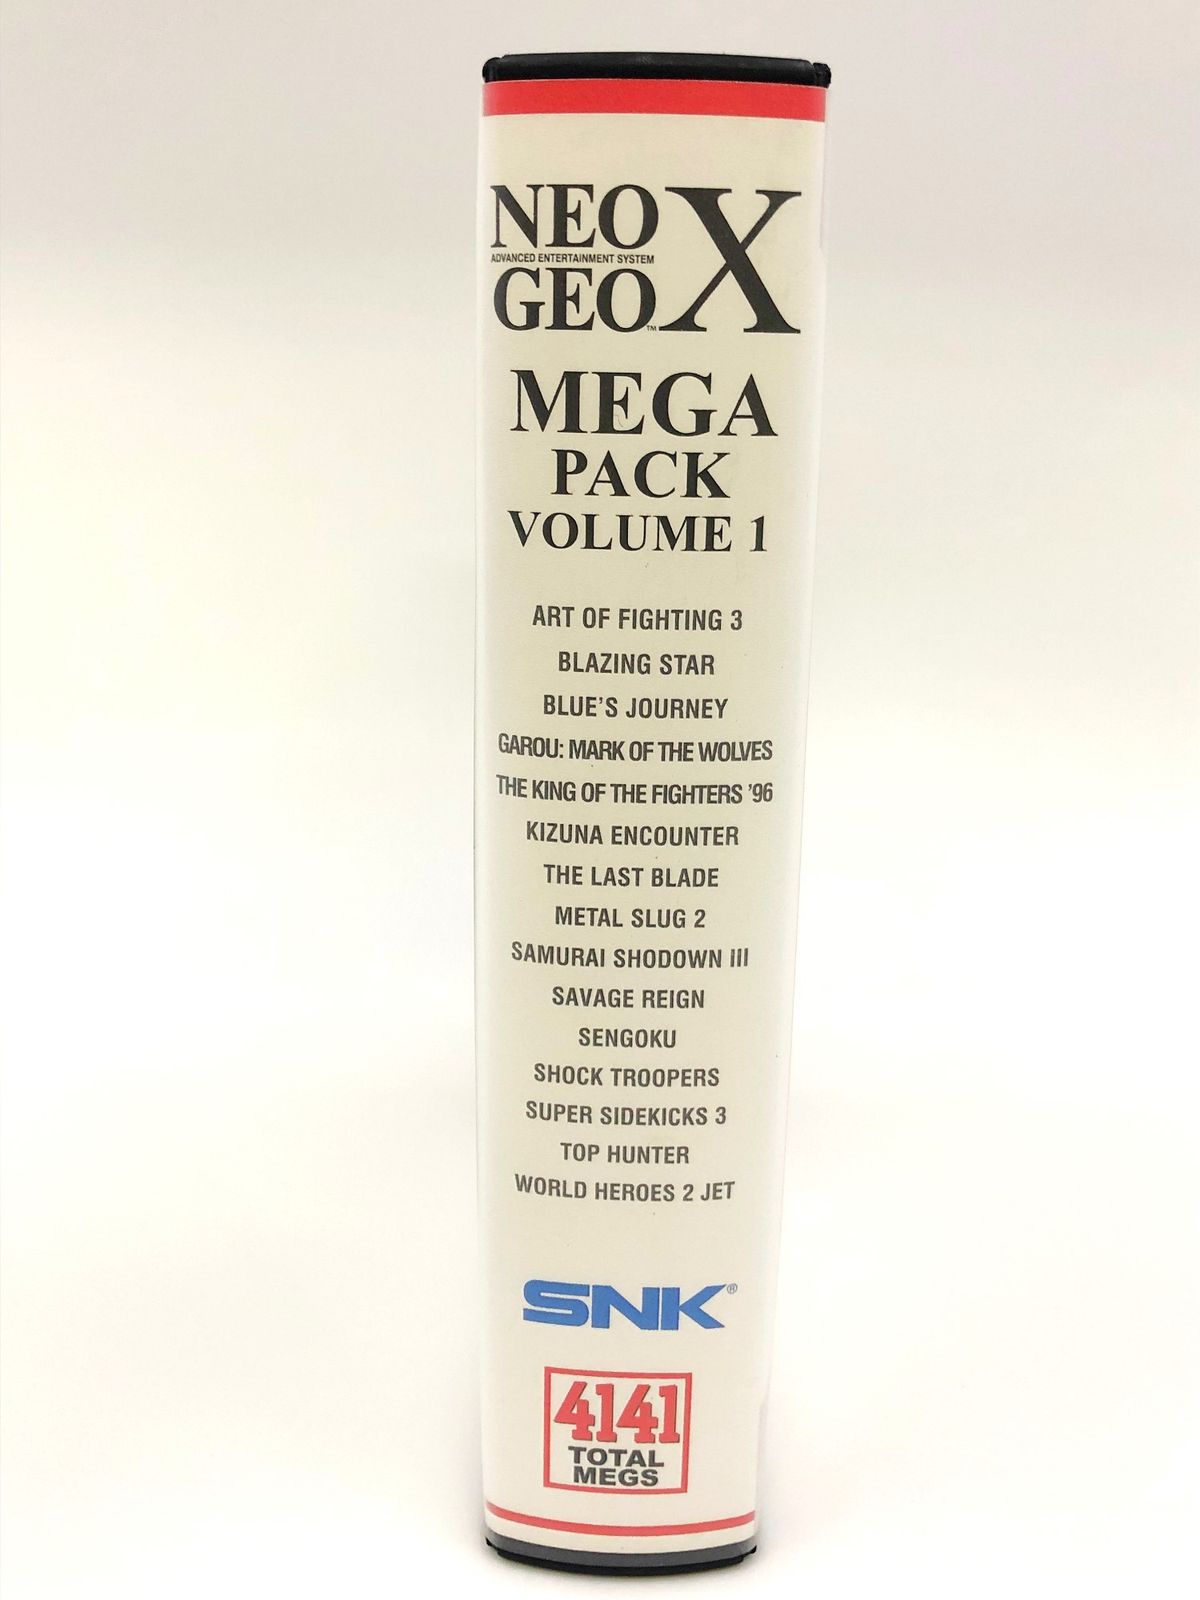 NEO
ADVANCED ENTERTAINMENT SYSTEM
GEO™
X
MEGA
PACK
VOLUME 1
ART OF FIGHTING 3
BLAZING STAR
BLUE'S JOURNEY
GAROU: MARK OF THE WOLVES
THE KING OF THE FIGHTERS '96
KIZUNA ENCOUNTER
THE LAST BLADE
METAL SLUG 2
SAMURAI SHODOWN III
SAVAGE REIGN
SENGOKU
SHOCK TROOPERS
SUPER SIDEKICKS 3
TOP HUNTER
WORLD HEROES 2 JET
SNK®
4141
TOTAL
MEGS